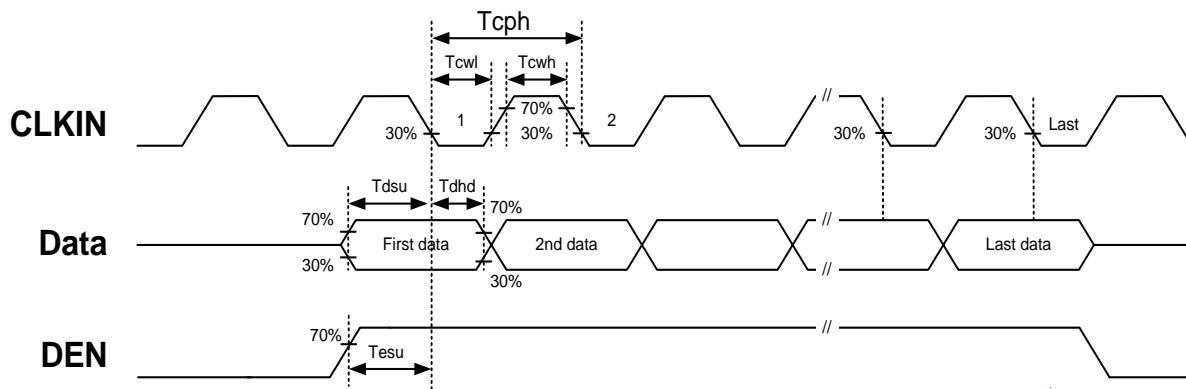 Tcph
Tcwl Tcwh
CLKIN 30% 1 70% 30% 2 // 30% 30% Last
Tdsu Tdhd
70% 70%
Data First data 2nd data // Last data
30% 30% //
DEN 70% //
Tesu